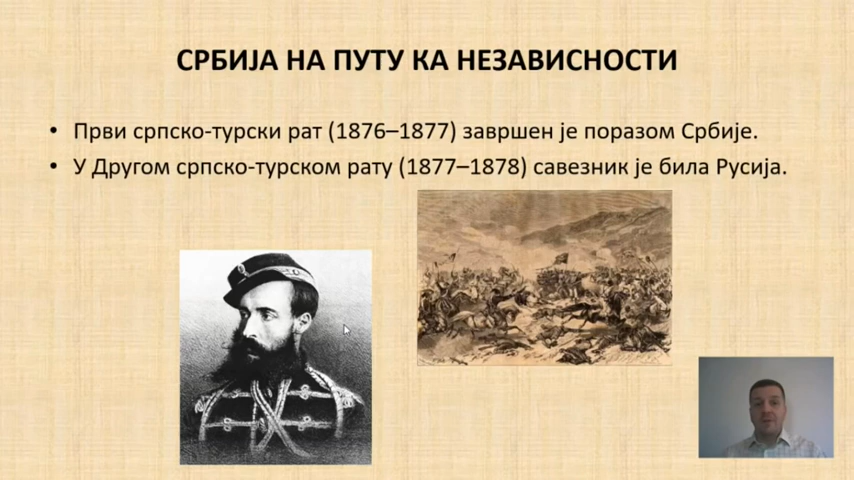 СРБИЈА НА ПУТУ КА НЕЗАВИСНОСТИ
• Први српско-турски рат (1876–1877) завршен је поразом Србије.
• У Другом српско-турском рату (1877–1878) савезник је била Русија.